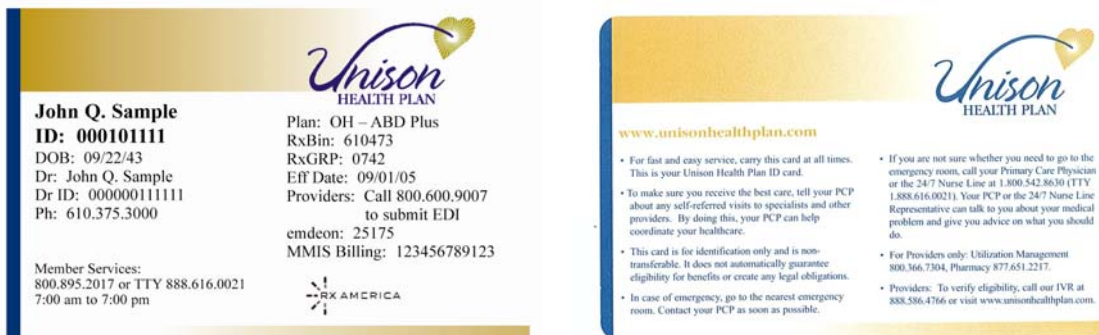 Unison
HEALTH PLAN
John Q. Sample
ID: 000101111
DOB: 09/22/43
Dr: John Q. Sample
Dr ID: 000000111111
Ph: 610.375.3000
Member Services:
800.895.2017 or TTY 888.616.0021
7:00 am to 7:00 pm
Plan: OH – ABD Plus
RxBin: 610473
RxGRP: 0742
Eff Date: 09/01/05
Providers: Call 800.600.9007
to submit EDI
emdeon: 25175
MMIS Billing: 123456789123
RX AMERICA
Unison
HEALTH PLAN
www.unisonhealthplan.com
• For fast and easy service, carry this card at all times.
This is your Unison Health Plan ID card.
• To make sure you receive the best care, tell your PCP
about any self-referred visits to specialists and other
providers. By doing this, your PCP can help
coordinate your healthcare.
• This card is for identification only and is non-
transferable. It does not automatically guarantee
eligibility for benefits or create any legal obligations.
• In case of emergency, go to the nearest emergency
room. Contact your PCP as soon as possible.
• If you are not sure whether you need to go to the
emergency room, call your Primary Care Physician
or the 24/7 Nurse Line at 1.800.542.8630 (TTY
1.888.616.0021). Your PCP or the 24/7 Nurse Line
Representative can talk to you about your medical
problem and give you advice on what you should
do.
• For Providers only: Utilization Management
800.366.7304, Pharmacy 877.651.2217.
• Providers: To verify eligibility, call our IVR at
888.586.4766 or visit www.unisonhealthplan.com.